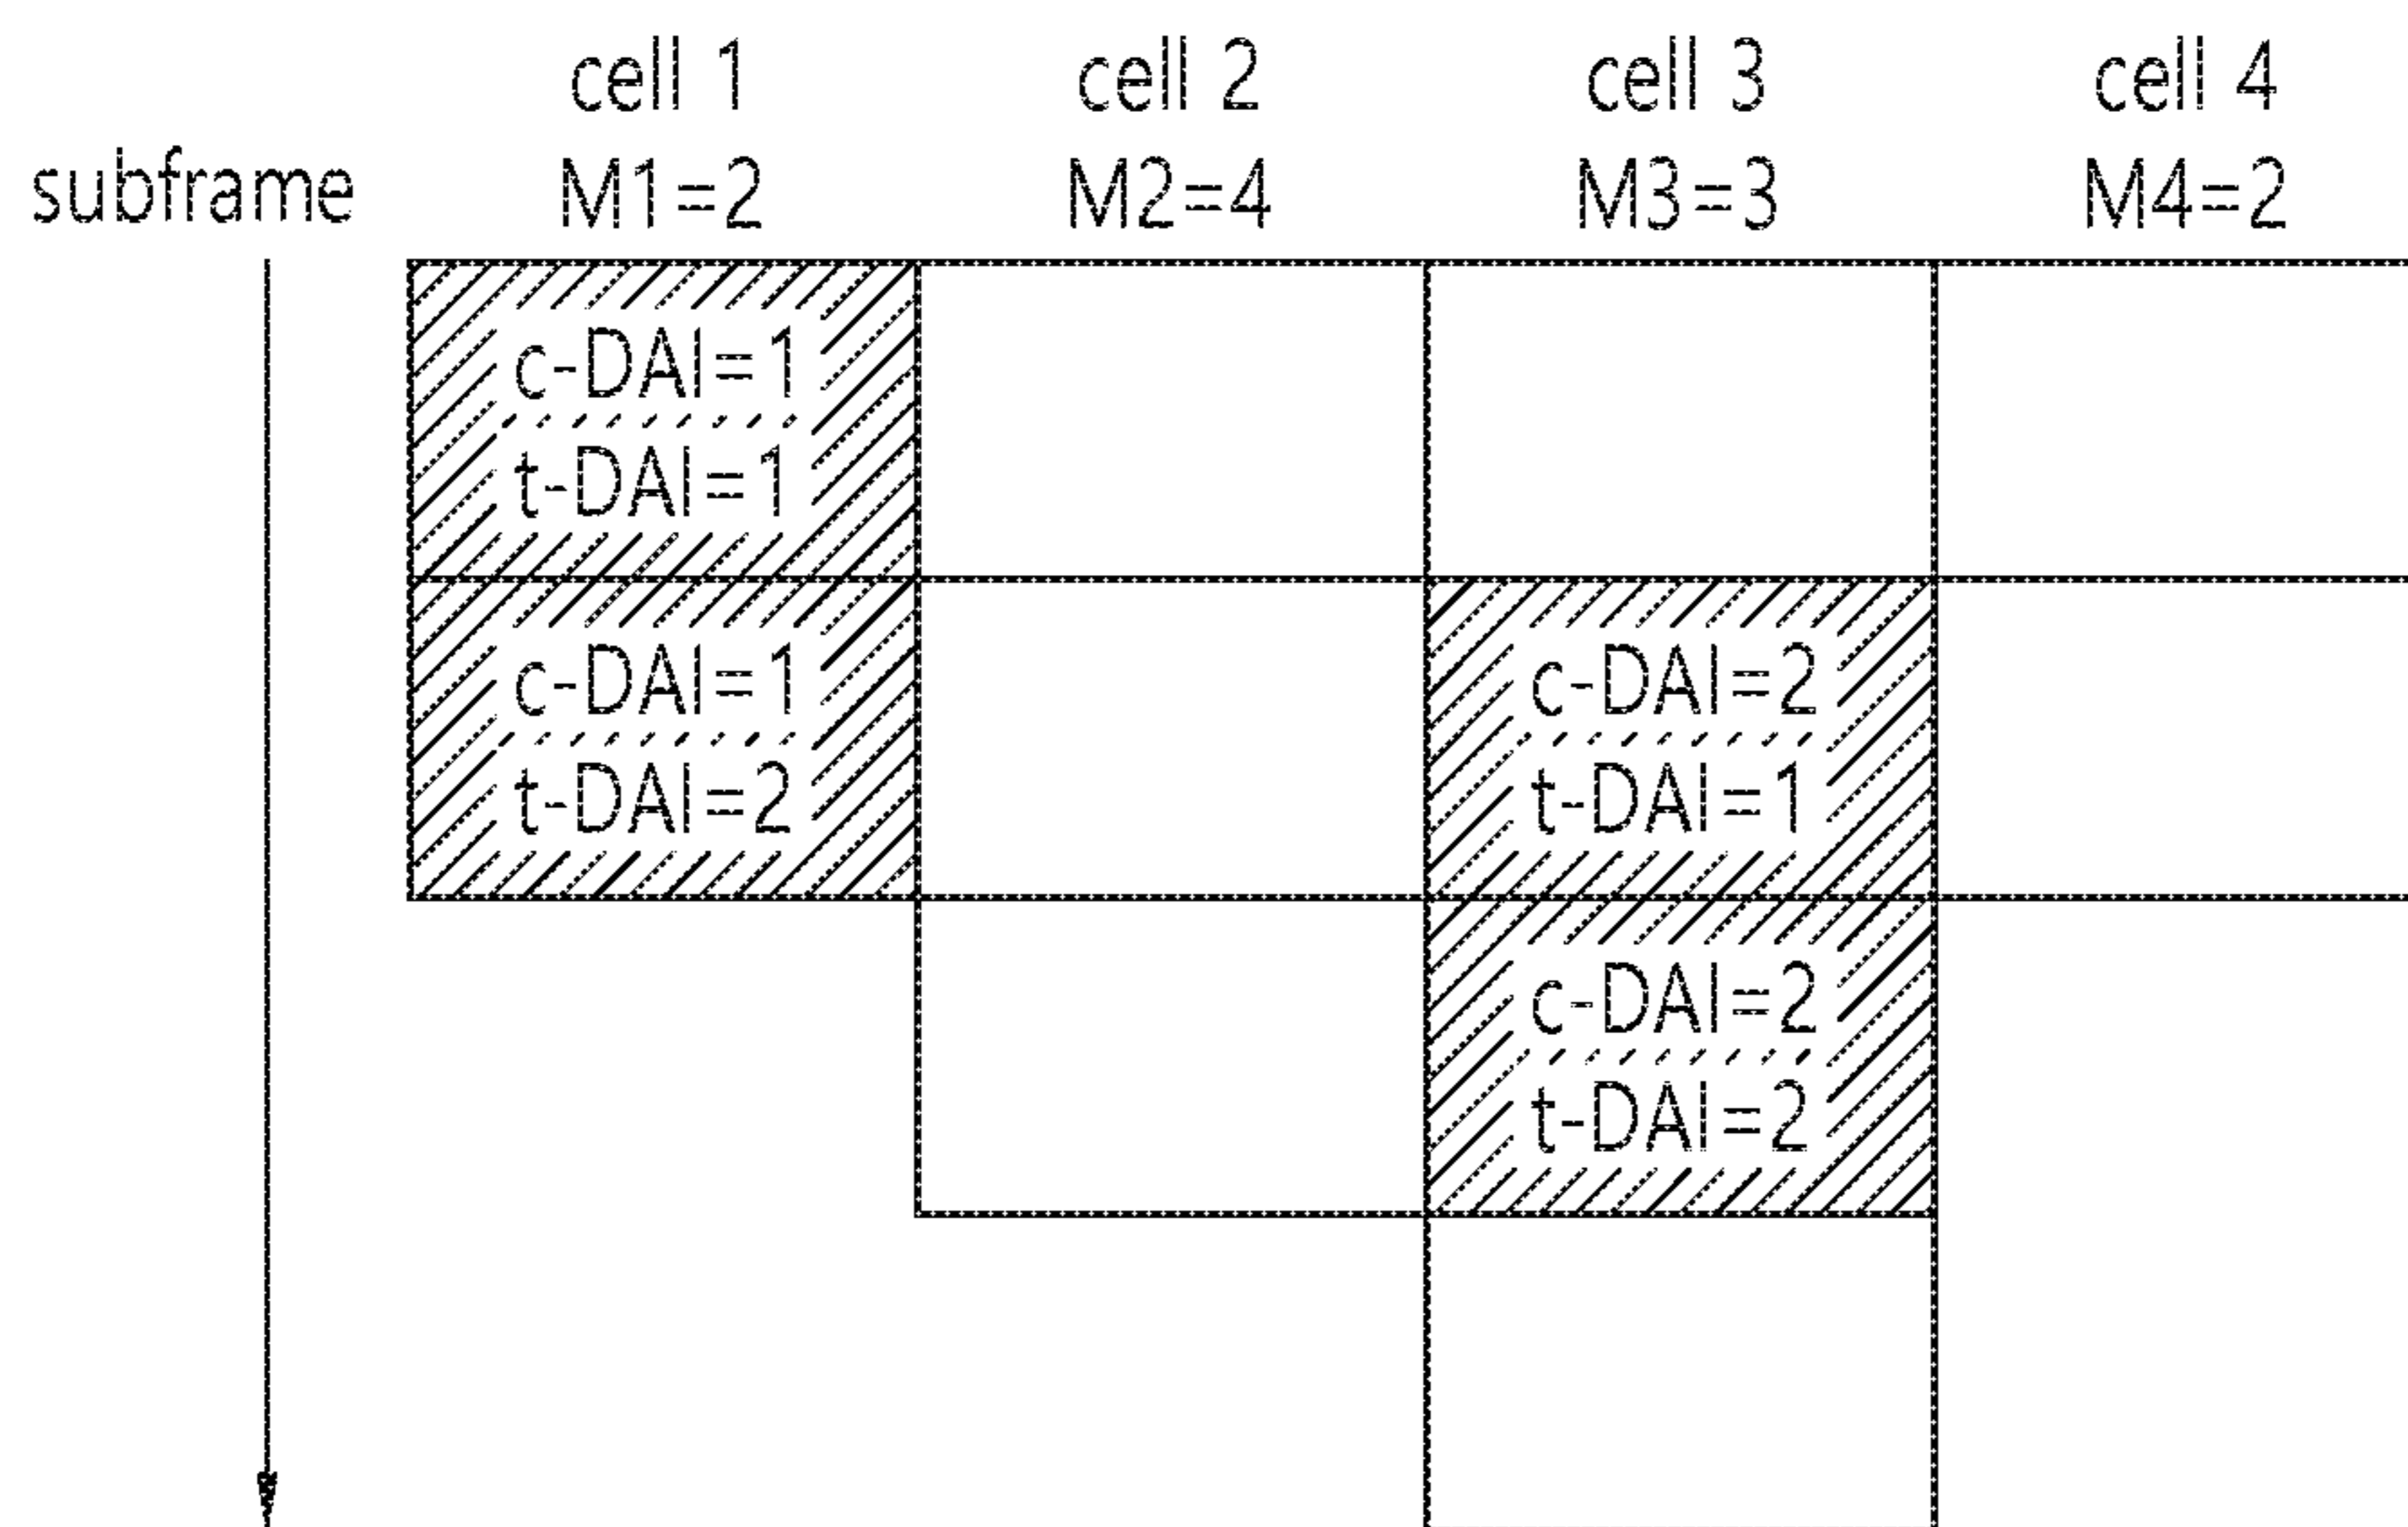 cell 1 cell 2 cell 3 cell 4
subframe M1=2 M2=4 M3=3 M4=2
c-DAI=1
t-DAI=1
c-DAI=1 c-DAI=2
t-DAI=2 t-DAI=1
c-DAI=2
t-DAI=2